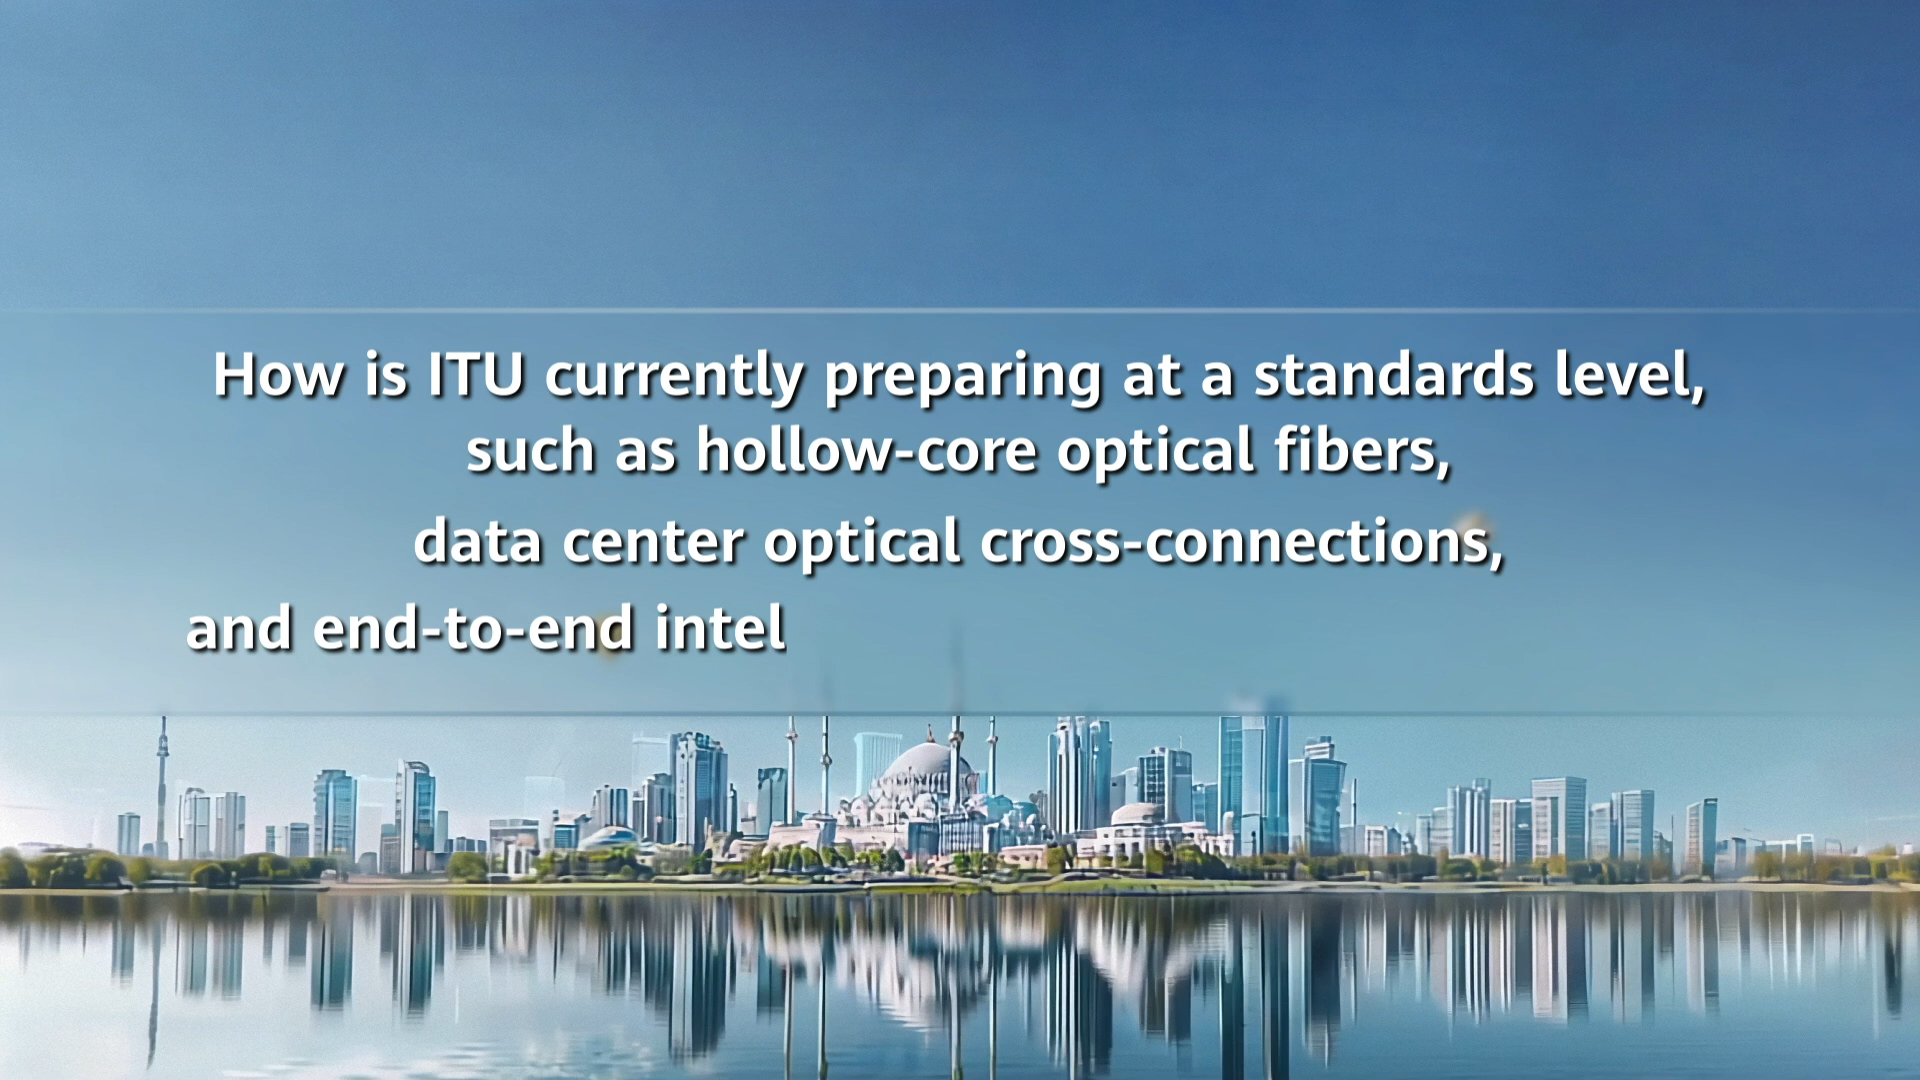 How is ITU currently preparing at a standards level,
such as hollow-core optical fibers,
data center optical cross-connections,
and end-to-end intel